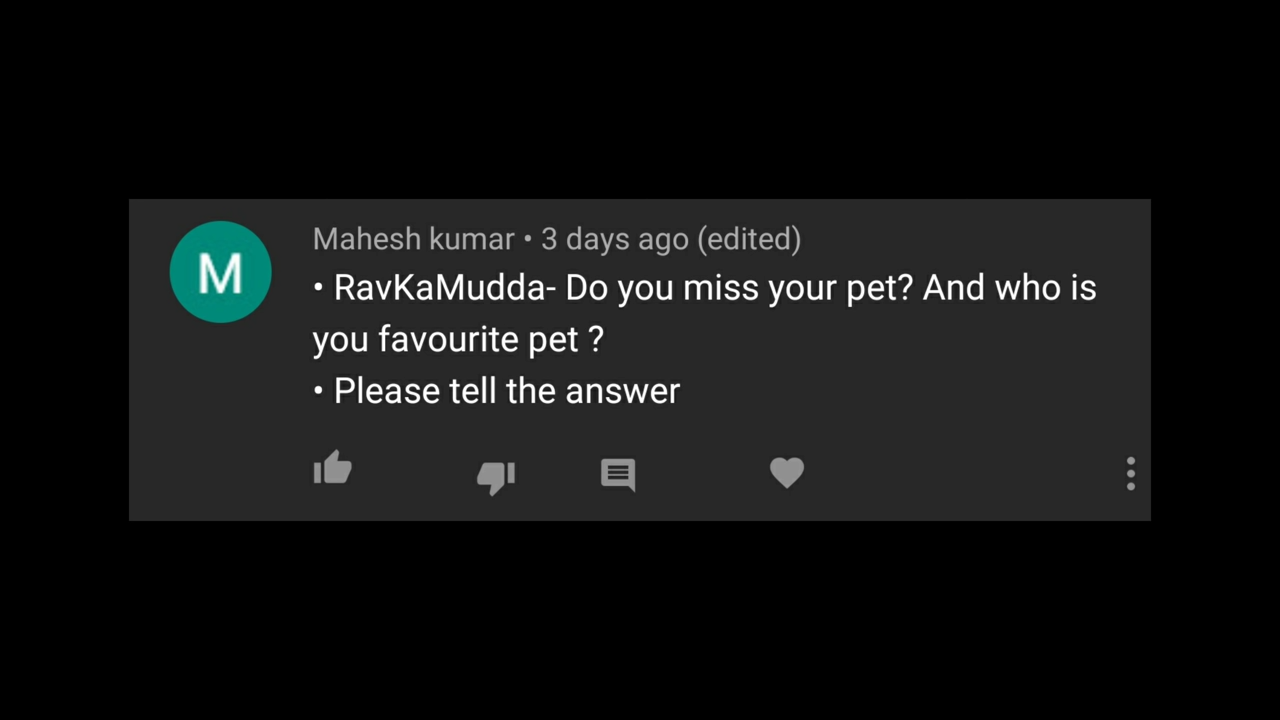 M
Mahesh kumar • 3 days ago (edited)
• RavKaMudda- Do you miss your pet? And who is
you favourite pet ?
• Please tell the answer